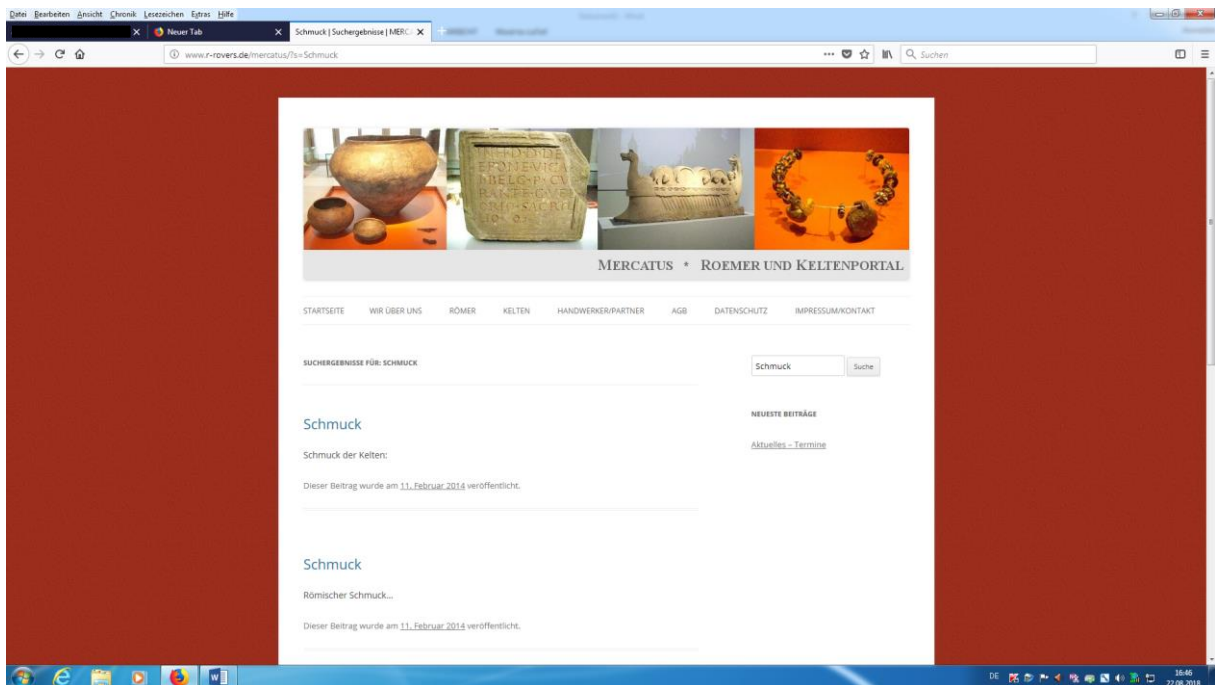 Datei Bearbeiten Ansicht Chronik Lesezeichen Extras Hilfe
Neuer Tab
Schmuck | Suchergebnisse | MERC
www.r-rovers.de/mercatus/?s=Schmuck
Suchen
MERCATUS * ROEMER UND KELTENPORTAL
STARTSEITE WIR ÜBER UNS RÖMER KELTEN HANDWERKER/PARTNER AGB DATENSCHUTZ IMPRESSUM/KONTAKT
SUCHERGEBNISSE FÜR: SCHMUCK
Schmuck
Schmuck der Kelten:
Dieser Beitrag wurde am 11. Februar 2014 veröffentlicht.
Schmuck
Römischer Schmuck...
Dieser Beitrag wurde am 11. Februar 2014 veröffentlicht.
Schmuck Suche
NEUESTE BEITRÄGE
Aktuelles – Termine
DE
16:46
22.08.2018